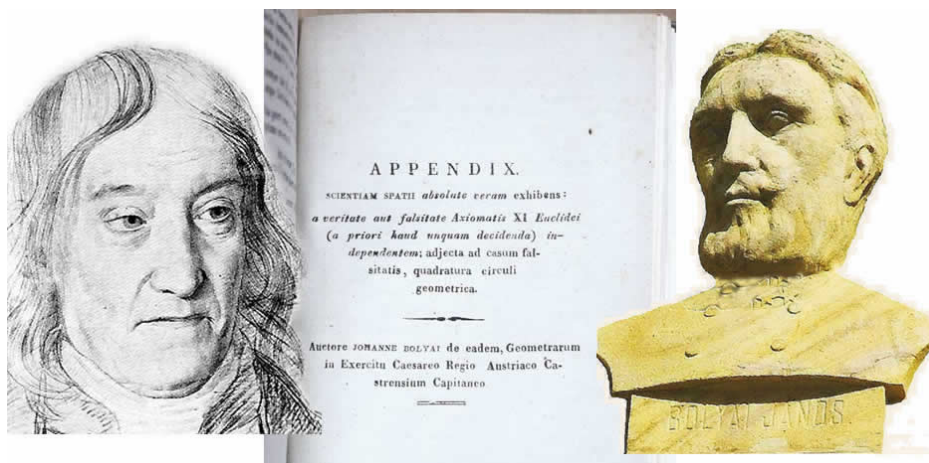 APPENDIX.
SCIENTIAM SPATII absolute veram exhibens:
a veritate aut falsitate Axiomatis XI Euclidei
(a priori haud unquam decidenda) in-
dependentem; adjecta ad casum fal-
sitatis, quadratura circuli
geometrica.
Auctore JOHANNE BOLYAI de eadem, Geometrarum
in Exercitu Caesareo Regio Austriaco Ca-
strensium Capitaneo
BOLYAI JÁNOS.